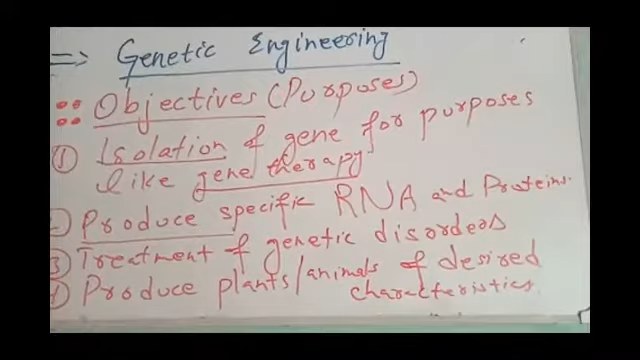 => Genetic Engineering
:: Objectives (Purposes)
① Isolation of gene for purposes
like gene therapy
② Produce specific RNA and Proteins.
③ Treatment of genetic disorders
④ Produce plants/animals of desired
characteristics.